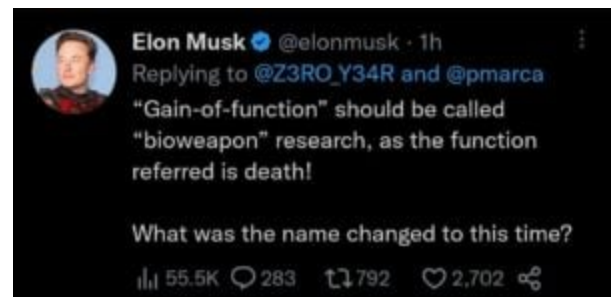 Elon Musk @elonmusk · 1h
Replying to @Z3RO_Y34R and @pmarca
“Gain-of-function” should be called
“bioweapon” research, as the function
referred is death!
What was the name changed to this time?
55.5K 283 792 2,702